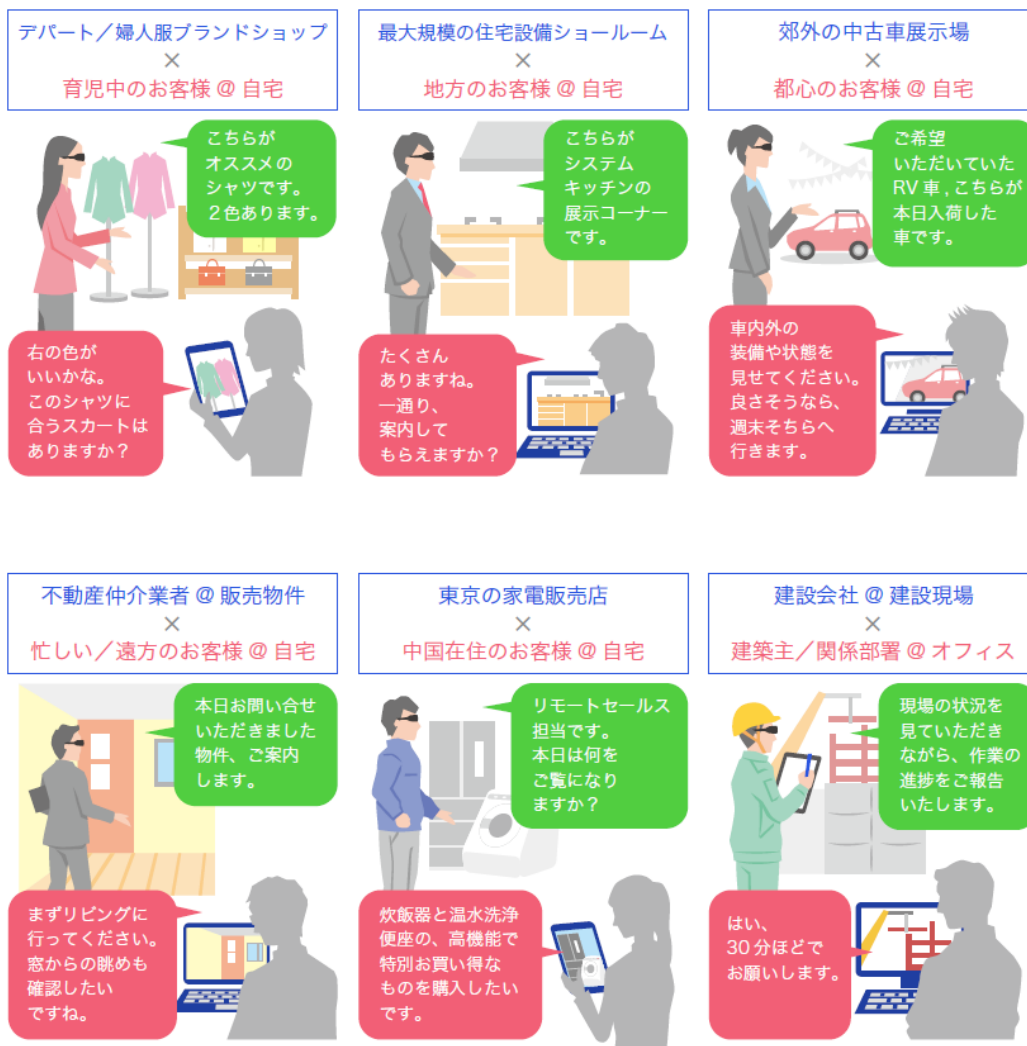 デパート／婦人服ブランドショップ
×
育児中のお客様 @ 自宅
こちらが
オススメの
シャツです。
２色あります。
右の色が
いいかな。
このシャツに
合うスカートは
ありますか？
最大規模の住宅設備ショールーム
×
地方のお客様 @ 自宅
こちらが
システム
キッチンの
展示コーナー
です。
たくさん
ありますね。
一通り、
案内して
もらえますか？
郊外の中古車展示場
×
都心のお客様 @ 自宅
ご希望
いただいていた
RV 車 , こちらが
本日入荷した
車です。
車内外の
装備や状態を
見せてください。
良さそうなら、
週末そちらへ
行きます。
不動産仲介業者 @ 販売物件
×
忙しい／遠方のお客様 @ 自宅
本日お問い合せ
いただきました
物件、ご案内
します。
まずリビングに
行ってください。
窓からの眺めも
確認したい
ですね。
東京の家電販売店
×
中国在住のお客様 @ 自宅
リモートセールス
担当です。
本日は何を
ご覧になり
ますか？
炊飯器と温水洗浄
便座の、高機能で
特別お買い得な
ものを購入したい
です。
建設会社 @ 建設現場
×
建築主／関係部署 @ オフィス
現場の状況を
見ていただき
ながら、作業の
進捗をご報告
いたします。
はい、
30 分ほどで
お願いします。